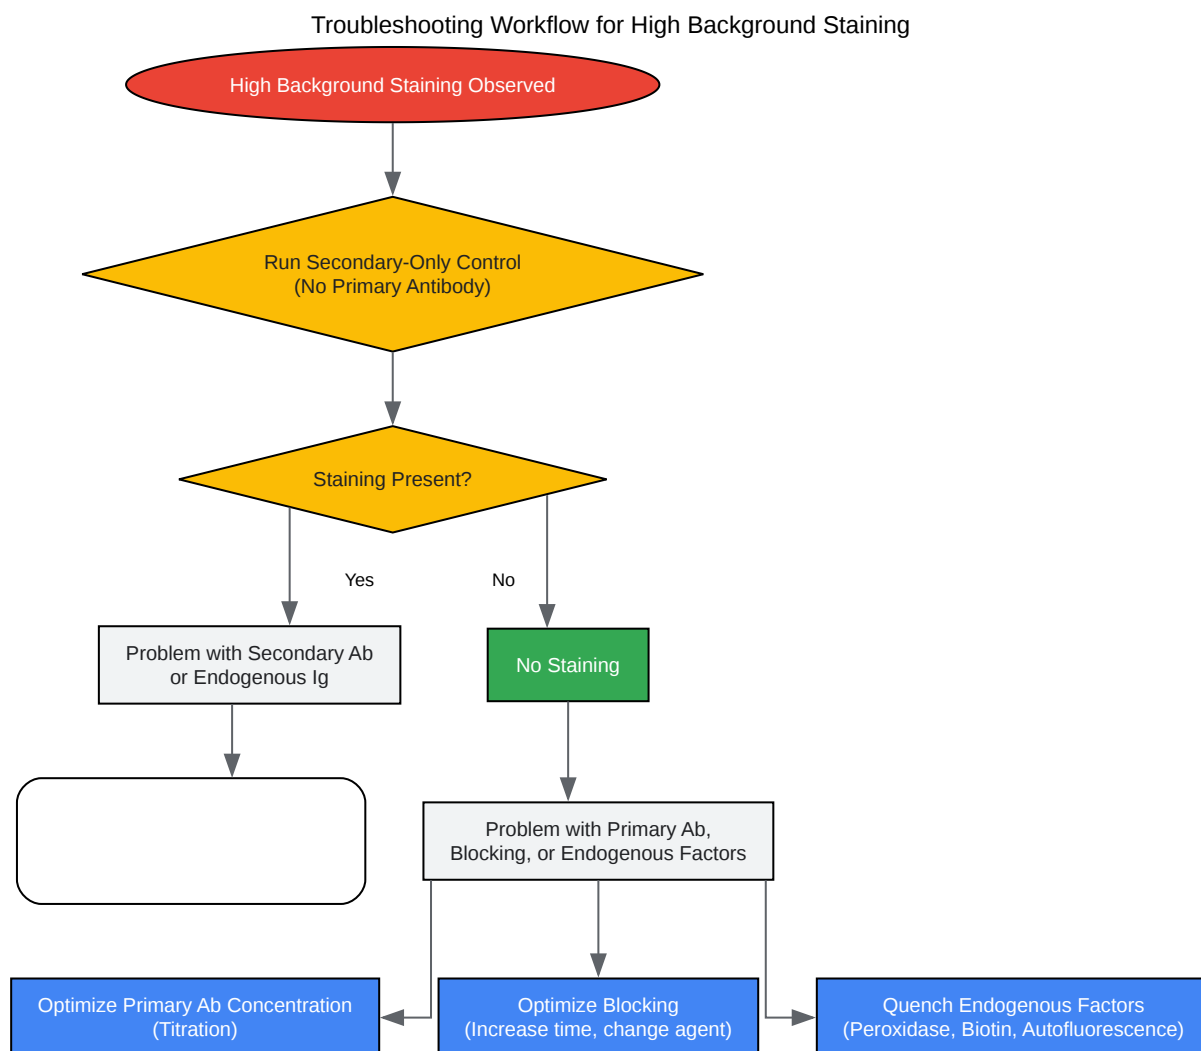 Troubleshooting Workflow for High Background Staining
High Background Staining Observed
Run Secondary-Only Control
(No Primary Antibody)
Staining Present?
Yes
No
Problem with Secondary Ab
or Endogenous Ig
No Staining
Problem with Primary Ab,
Blocking, or Endogenous Factors
Optimize Primary Ab Concentration
(Titration)
Optimize Blocking
(Increase time, change agent)
Quench Endogenous Factors
(Peroxidase, Biotin, Autofluorescence)